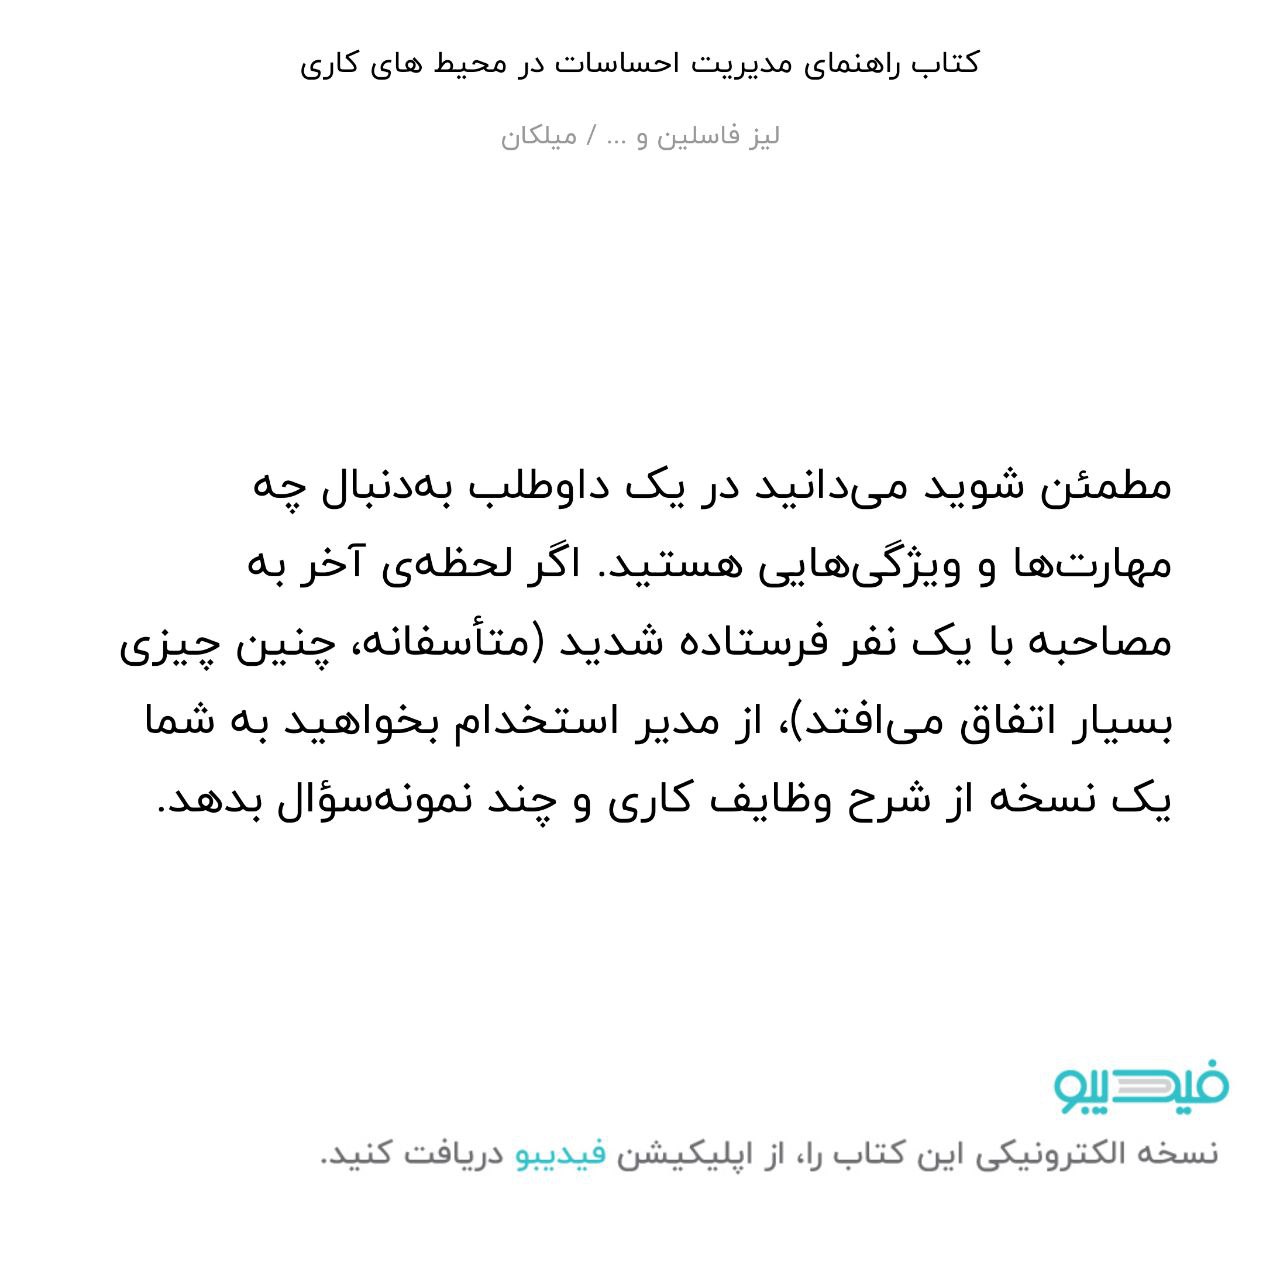 کتاب راهنمای مدیریت احساسات در محیط های کاری
لیز فاسلین و ... / میلکان
مطمئن شوید می‌دانید در یک داوطلب به‌دنبال چه
مهارت‌ها و ویژگی‌هایی هستید. اگر لحظه‌ی آخر به
مصاحبه با یک نفر فرستاده شدید (متأسفانه، چنین چیزی
بسیار اتفاق می‌افتد)، از مدیر استخدام بخواهید به شما
یک نسخه از شرح وظایف کاری و چند نمونه‌سؤال بدهد.
فیدیبو
نسخه الکترونیکی این کتاب را، از اپلیکیشن فیدیبو دریافت کنید.